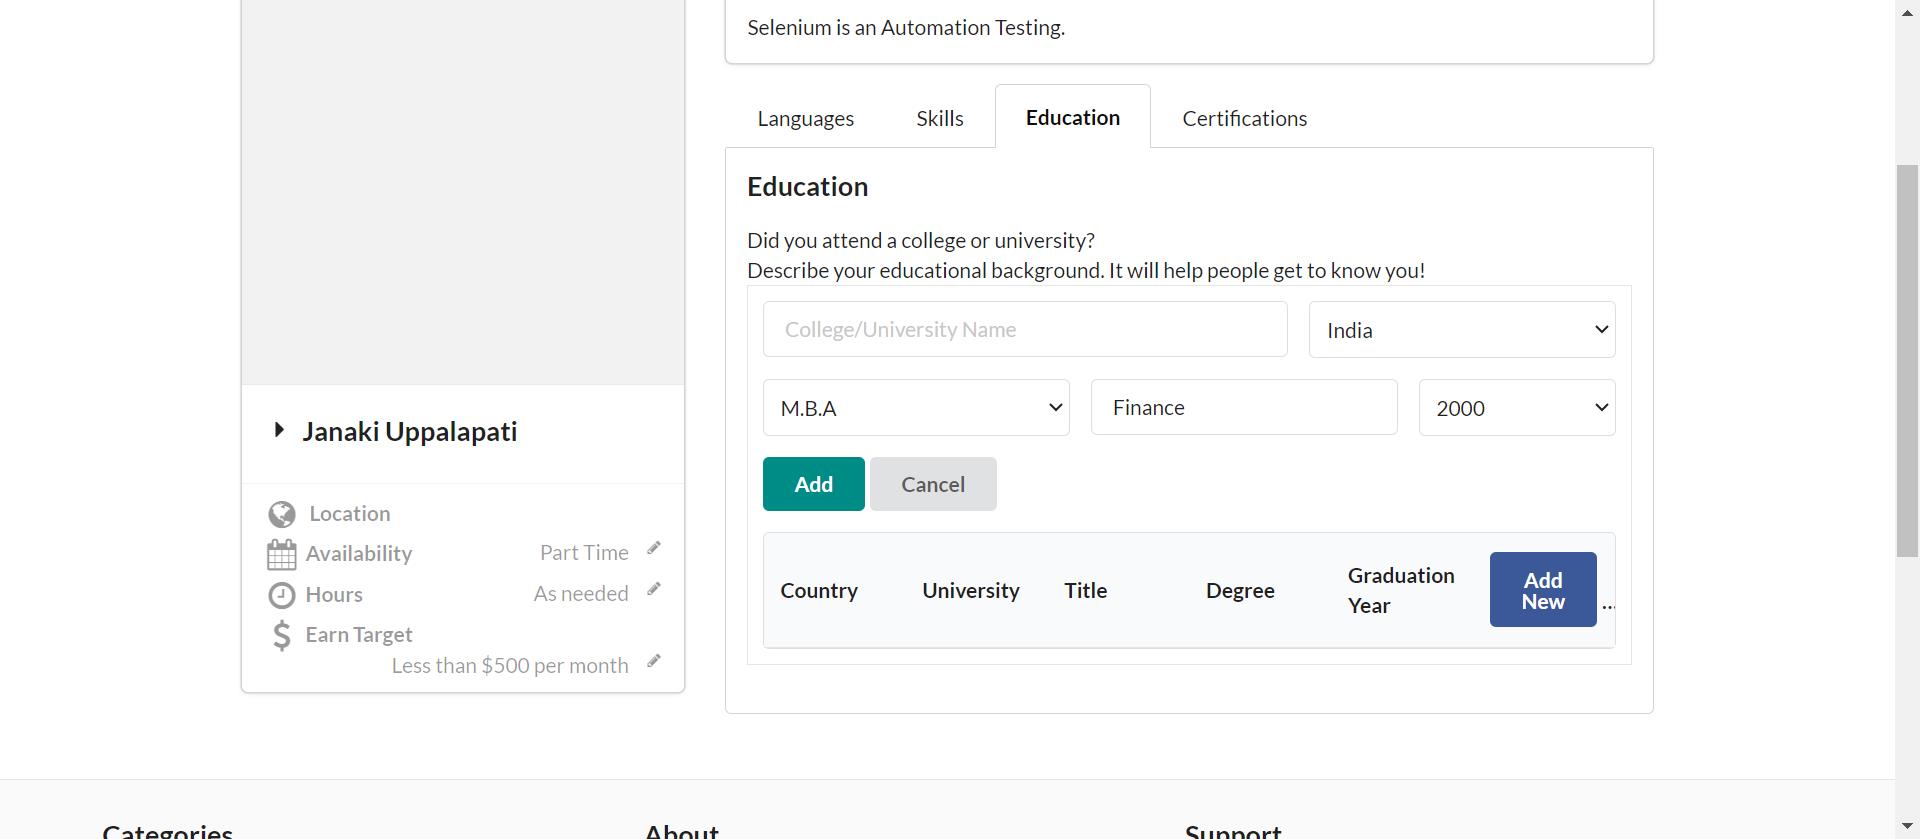 Selenium is an Automation Testing.
Languages
Skills
Education
Certifications
Education
Did you attend a college or university?
Describe your educational background. It will help people get to know you!
College/University Name
India
M.B.A
Finance
2000
Add
Cancel
Country
University
Title
Degree
Graduation
Year
Add
New
...
Janaki Uppalapati
Location
Availability
Part Time
Hours
As needed
Earn Target
Less than $500 per month
Categories
About
Support